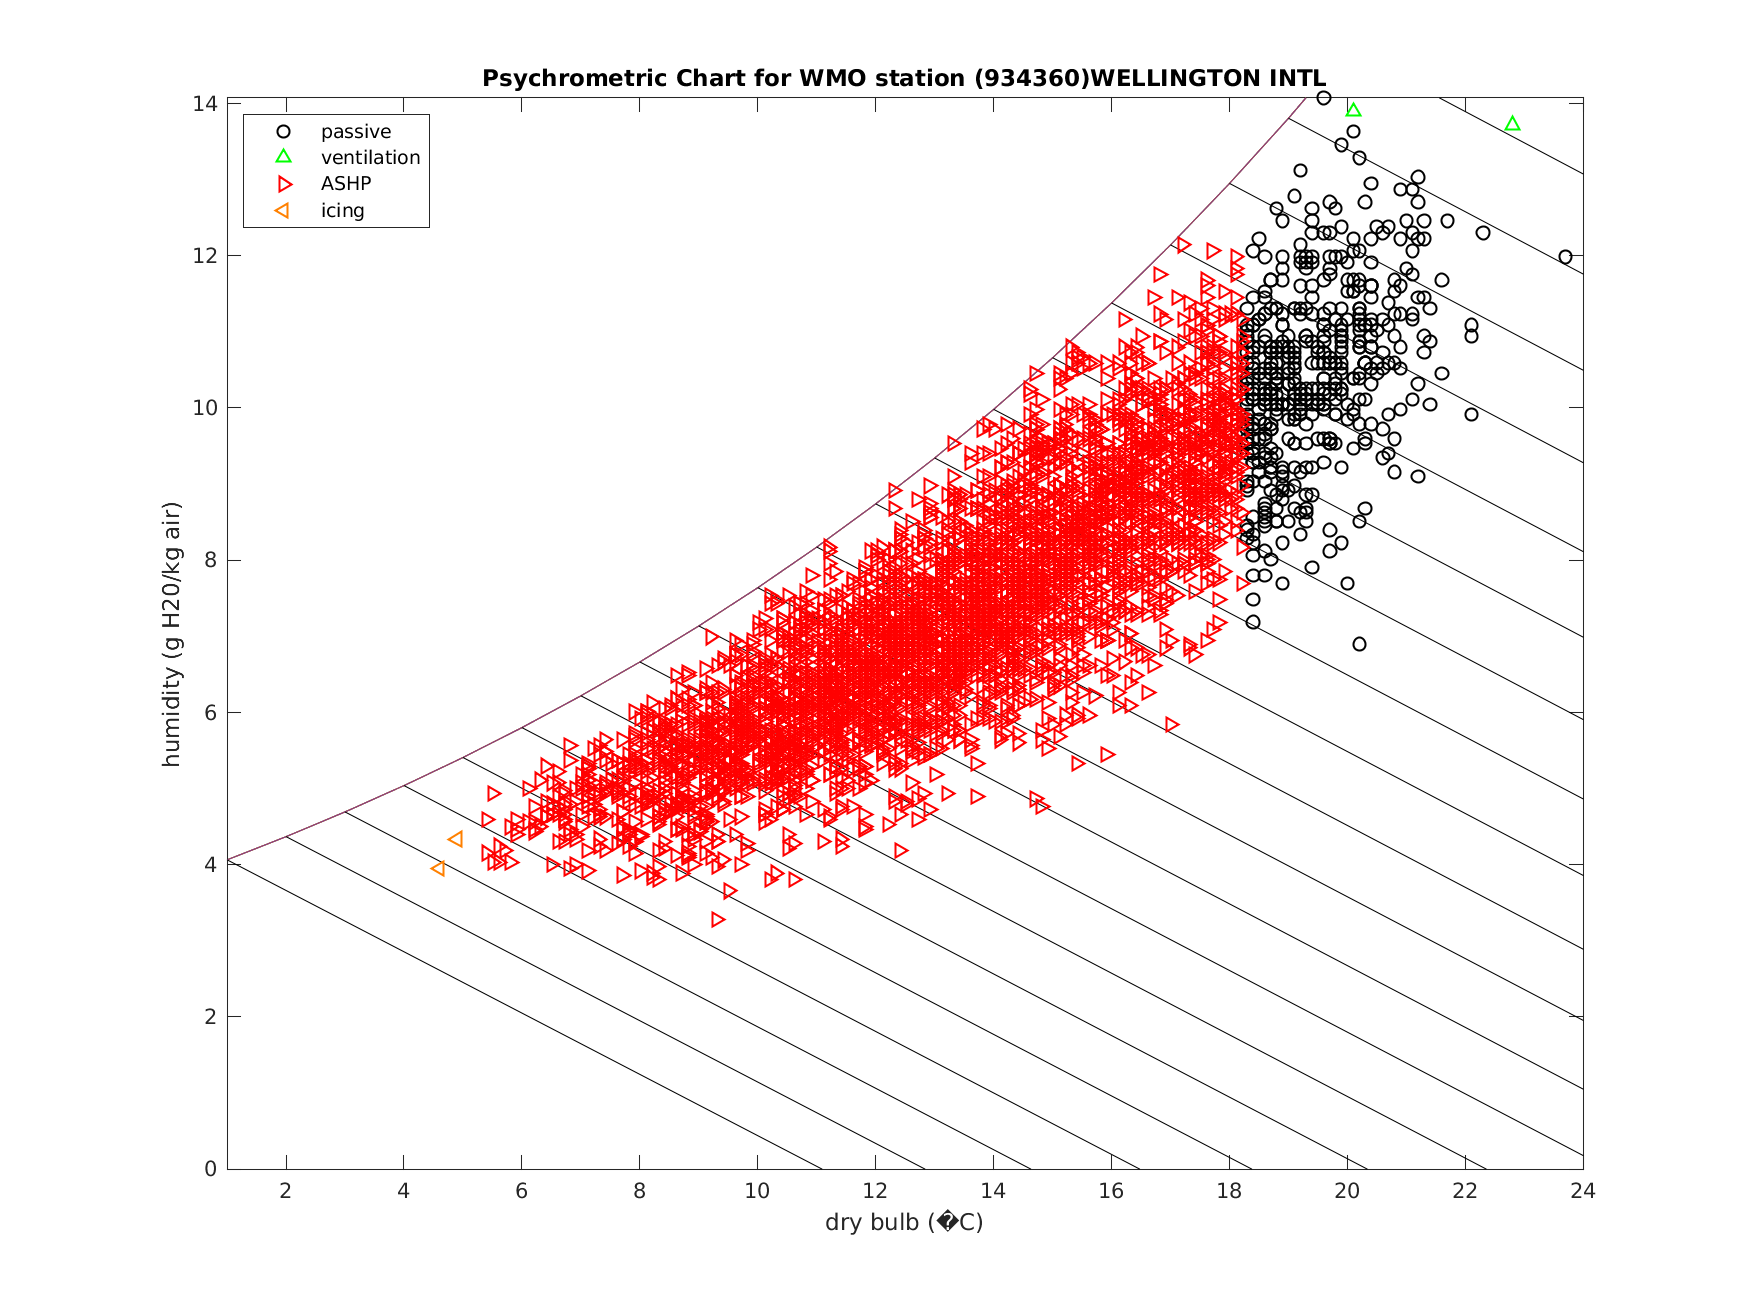 Psychrometric Chart for WMO station (934360)WELLINGTON INTL
14
12
10
8
6
4
2
0
humidity (g H20/kg air)
passive
ventilation
ASHP
icing
2 4 6 8 10 12 14 16 18 20 22 24
dry bulb (�C)